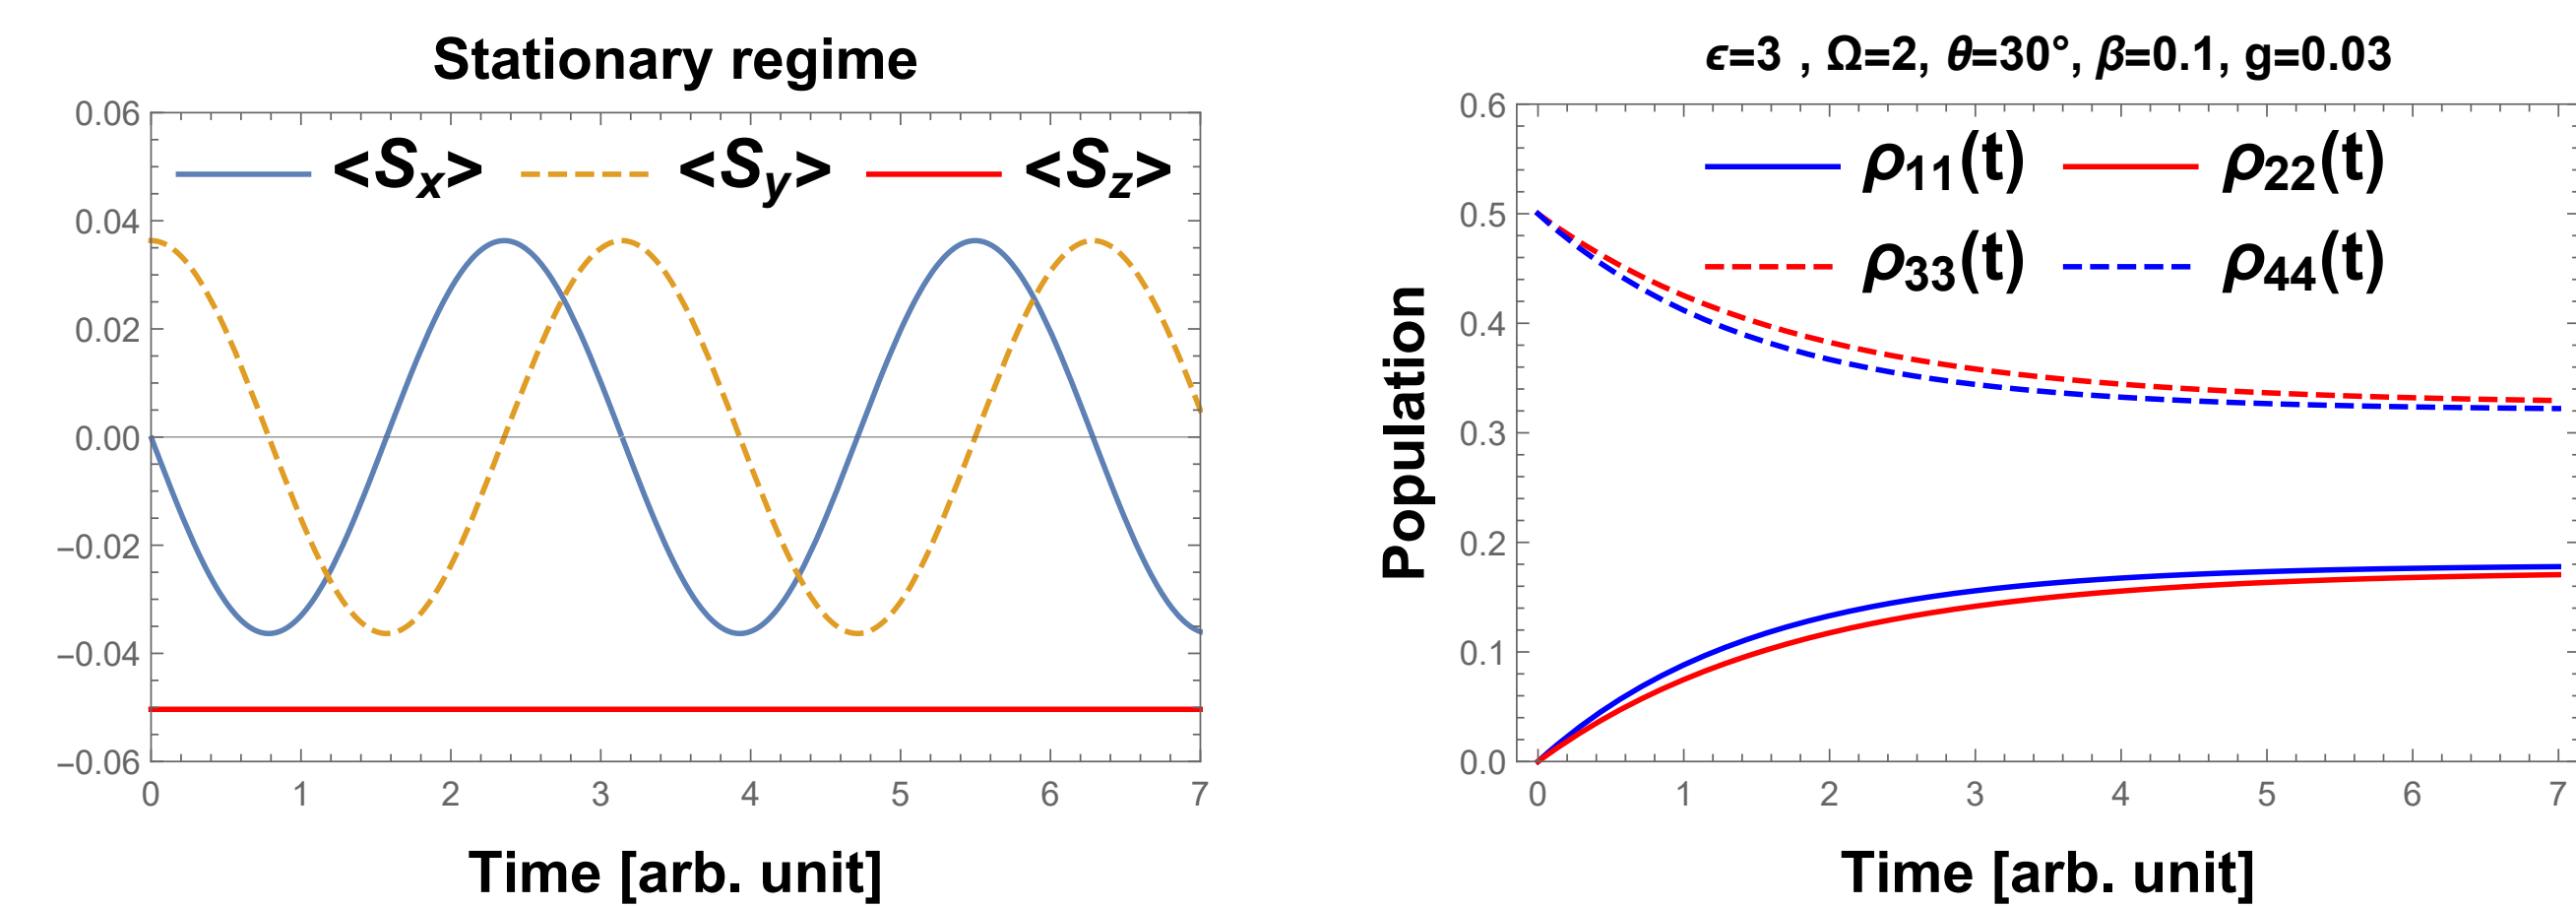 Stationary regime
0.06
0.04
0.02
0.00
−0.02
−0.04
−0.06
<Sx> <Sy> <Sz>
0 1 2 3 4 5 6 7
Time [arb. unit]
ϵ=3 , Ω=2, θ=30°, β=0.1, g=0.03
Population
0.6
0.5
0.4
0.3
0.2
0.1
0.0
ρ11(t) ρ22(t)
ρ33(t) ρ44(t)
0 1 2 3 4 5 6 7
Time [arb. unit]